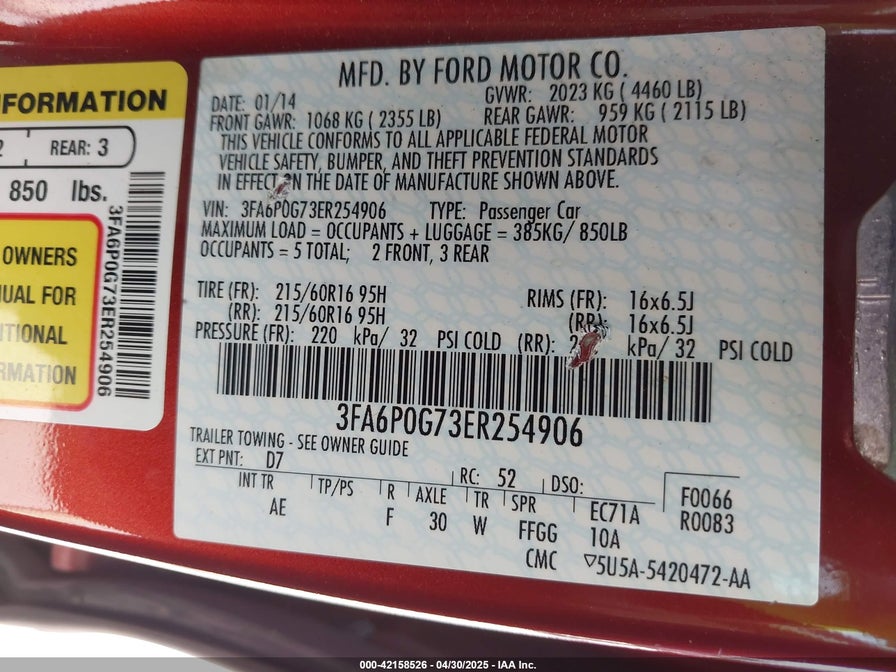 NFORMATION
2 REAR: 3
850 lbs.
OWNERS
UAL FOR
ITIONAL
RMATION
3FA6P0G73ER254906
MFD. BY FORD MOTOR CO.
DATE: 01/14 GVWR: 2023 KG ( 4460 LB)
FRONT GAWR: 1068 KG ( 2355 LB) REAR GAWR: 959 KG ( 2115 LB)
THIS VEHICLE CONFORMS TO ALL APPLICABLE FEDERAL MOTOR
VEHICLE SAFETY, BUMPER, AND THEFT PREVENTION STANDARDS
IN EFFECT ON THE DATE OF MANUFACTURE SHOWN ABOVE.
VIN: 3FA6P0G73ER254906 TYPE: Passenger Car
MAXIMUM LOAD = OCCUPANTS + LUGGAGE = 385KG/ 850LB
OCCUPANTS = 5 TOTAL; 2 FRONT, 3 REAR
TIRE (FR): 215/60R16 95H RIMS (FR): 16x6.5J
(RR): 215/60R16 95H (RR): 16x6.5J
PRESSURE (FR): 220 kPa/ 32 PSI COLD (RR): kPa/ 32 PSI COLD
3FA6P0G73ER254906
TRAILER TOWING - SEE OWNER GUIDE
EXT PNT: D7 RC: 52 DSO:
INT TR TP/PS R AXLE TR SPR EC71A F0066
AE F 30 W FFGG 10A R0083
CMC ▽5U5A-5420472-AA
000-42158526 - 04/30/2025 - IAA Inc.